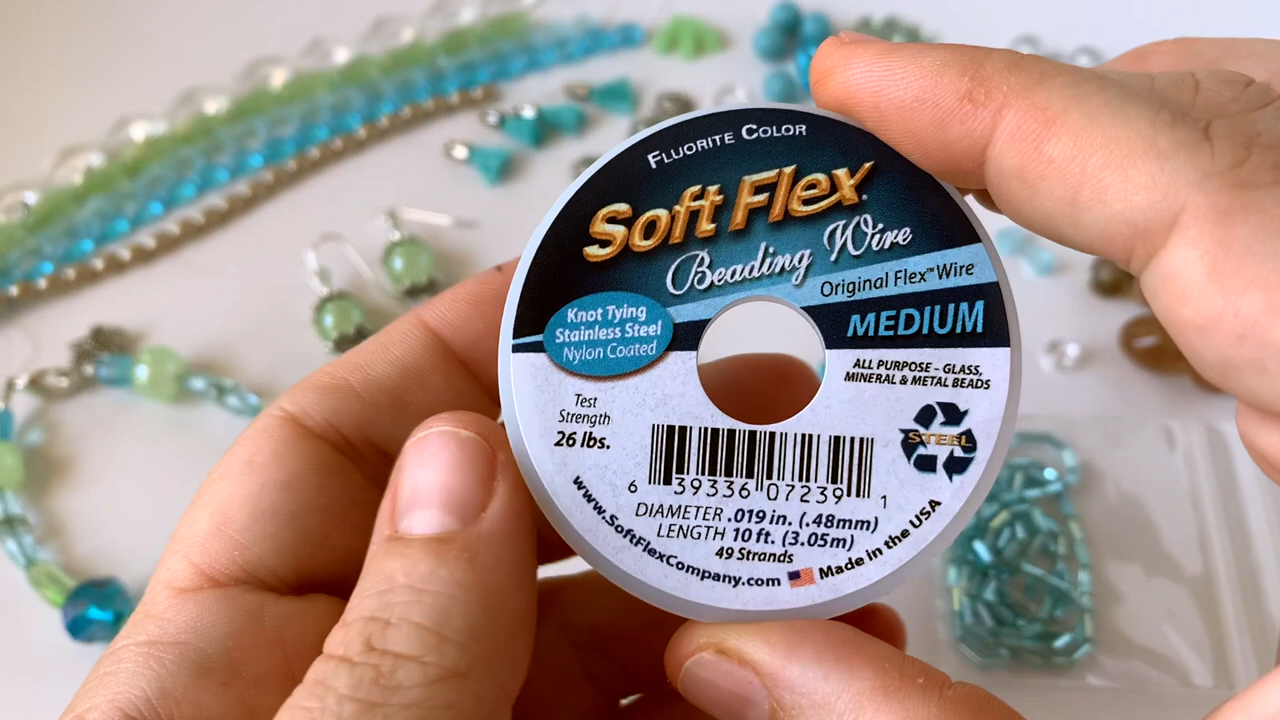 FLUORITE COLOR
Soft Flex
Beading Wire
Original Flex™ Wire
MEDIUM
Knot Tying
Stainless Steel
Nylon Coated
ALL PURPOSE – GLASS,
MINERAL & METAL BEADS
Test
Strength
26 lbs.
STEEL
6 39336 07239 1
DIAMETER .019 in. (.48mm)
LENGTH 10 ft. (3.05m)
49 Strands
www.SoftFlexCompany.com
Made in the USA